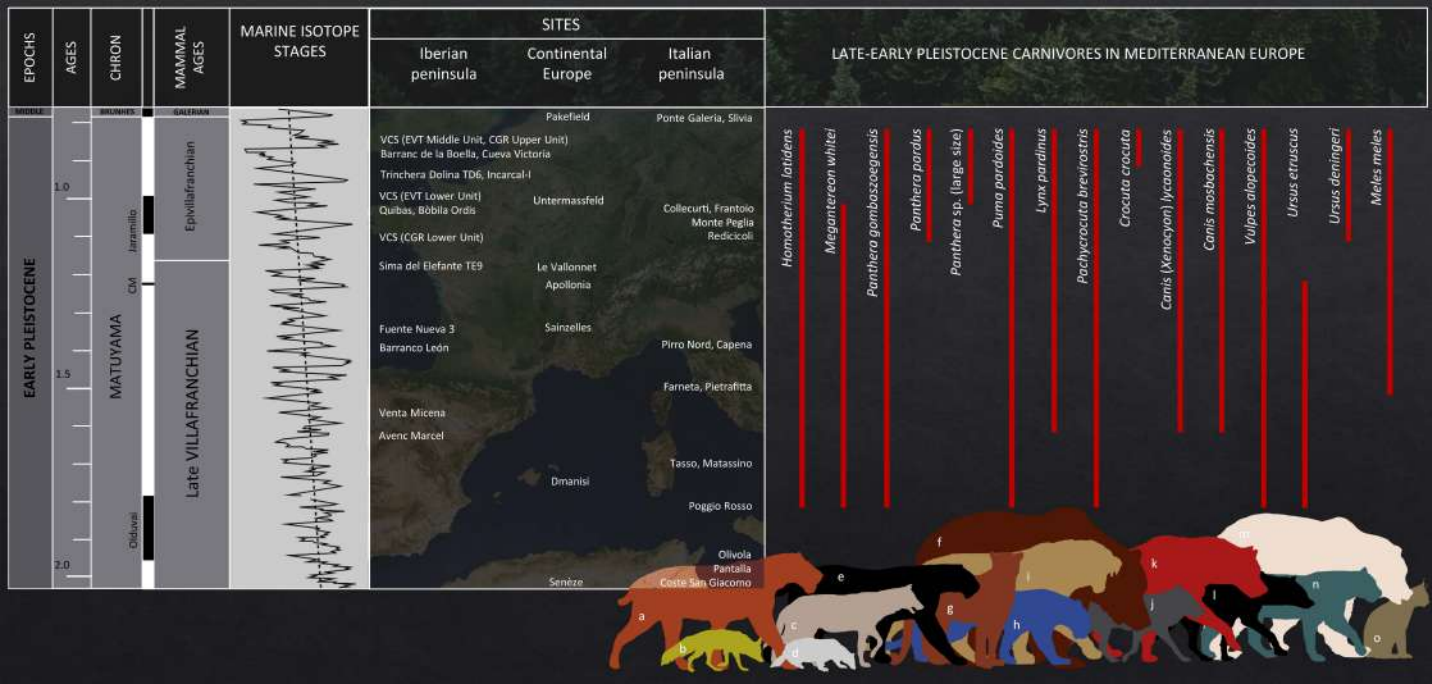 EPOCHS
AGES
CHRON
MAMMAL AGES
MARINE ISOTOPE
STAGES
SITES
Iberian
peninsula
Continental
Europe
Italian
peninsula
LATE-EARLY PLEISTOCENE CARNIVORES IN MEDITERRANEAN EUROPE
MIDDLE
BRUNHES
GALERIAN
EARLY PLEISTOCENE
1.0
1.5
2.0
MATUYAMA
Jaramillo
CM
Olduvai
Epivillafranchian
Late VILLAFRANCHIAN
VCS (EVT Middle Unit, CGR Upper Unit)
Barranc de la Boella, Cueva Victoria
Trinchera Dolina TD6, Incarcal-I
VCS (EVT Lower Unit)
Quibas, Bòbila Ordis
VCS (CGR Lower Unit)
Sima del Elefante TE9
Fuente Nueva 3
Barranco León
Venta Micena
Avenc Marcel
Pakefield
Untermassfeld
Le Vallonnet
Apollonia
Sainzelles
Dmanisi
Senèze
Ponte Galeria, Slivia
Collecurti, Frantoio
Monte Peglia
Redicicoli
Pirro Nord, Capena
Farneta, Pietrafitta
Tasso, Matassino
Poggio Rosso
Olivola
Pantalla
Coste San Giacomo
Homotherium latidens
Megantereon whitei
Panthera gombaszoegensis
Panthera pardus
Panthera sp. (large size)
Puma pardoides
Lynx pardinus
Pachycrocuta brevirostris
Crocuta crocuta
Canis (Xenocyon) lycaonoides
Canis mosbachensis
Vulpes alopecoides
Ursus etruscus
Ursus deningeri
Meles meles
a
b
c
d
e
f
g
h
i
j
k
l
m
n
o